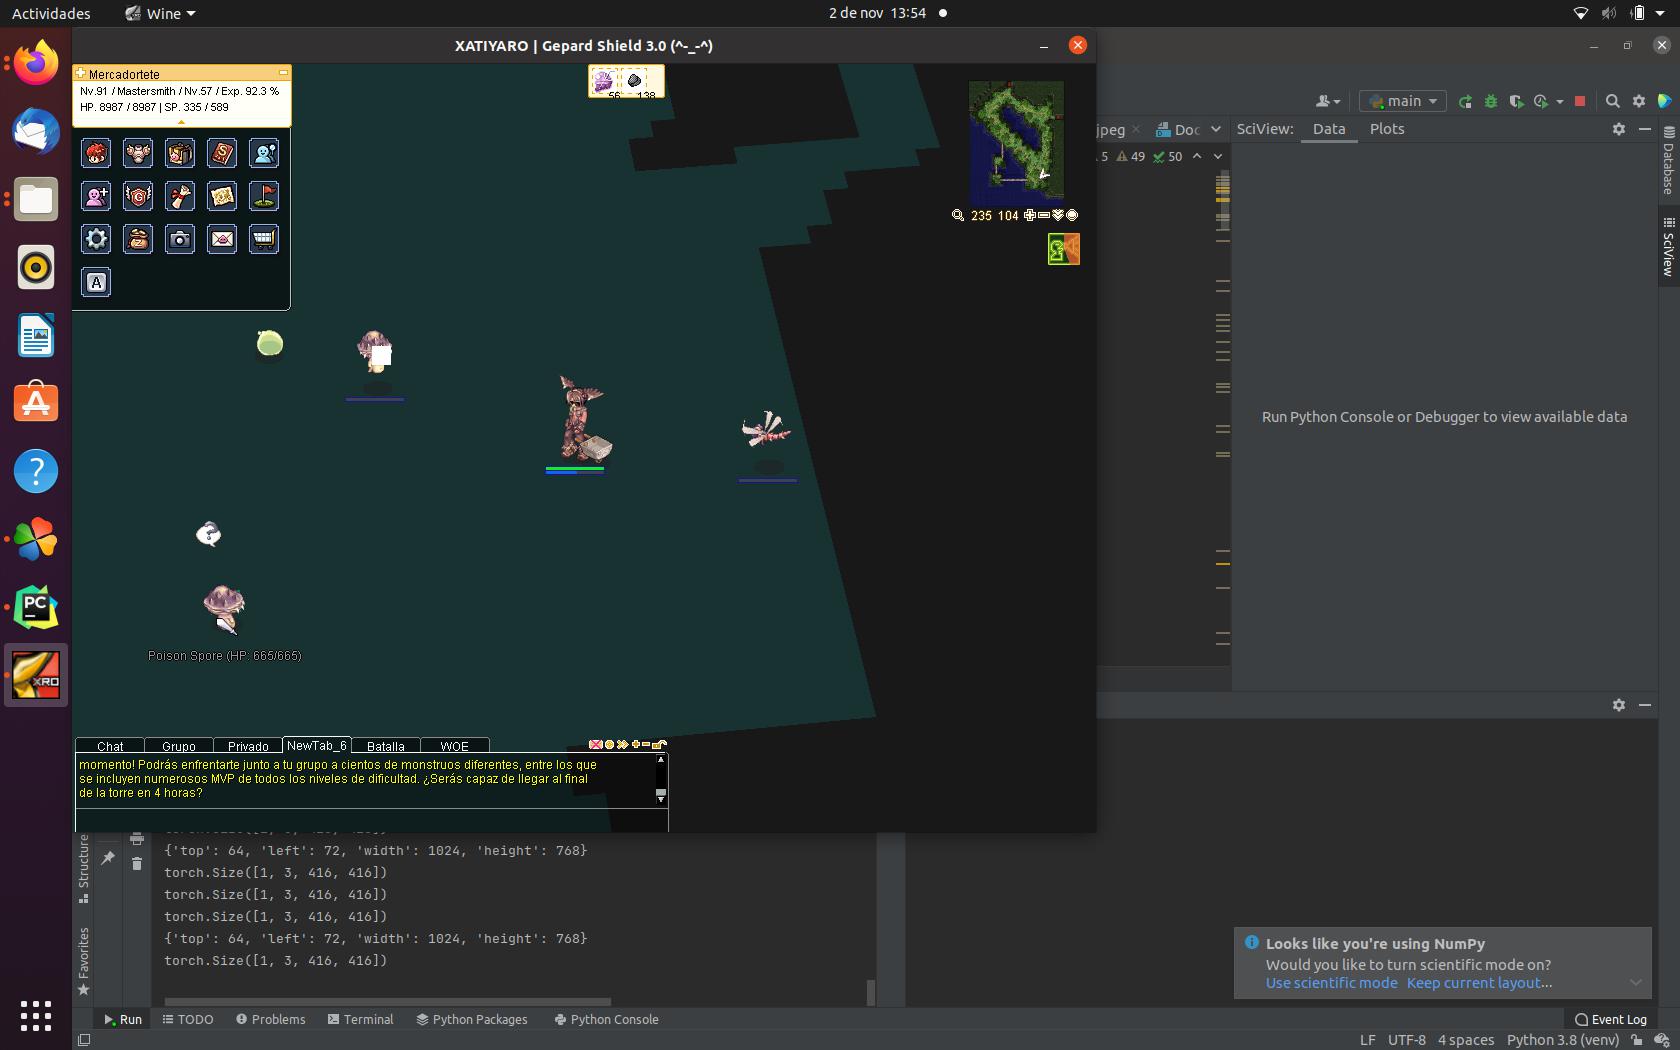 Actividades
Wine
2 de nov 13:54
XATIYARO | Gepard Shield 3.0 (^-_-^)
Mercadortete
Nv.91 / Mastersmith / Nv.57 / Exp. 92.3 %
HP. 8987 / 8987 | SP. 335 / 589
56
138
A
235 104
Poison Spore (HP: 665/665)
Chat
Grupo
Privado
NewTab_6
Batalla
WOE
momento! Podrás enfrentarte junto a tu grupo a cientos de monstruos diferentes, entre los que
se incluyen numerosos MVP de todos los niveles de dificultad. ¿Serás capaz de llegar al final
de la torre en 4 horas?
main
jpeg
Doc
SciView:
Data
Plots
5
49
50
Database
SciView
Run Python Console or Debugger to view available data
PC
XRO
Structure
Favorites
{'top': 64, 'left': 72, 'width': 1024, 'height': 768}
torch.Size([1, 3, 416, 416])
torch.Size([1, 3, 416, 416])
torch.Size([1, 3, 416, 416])
{'top': 64, 'left': 72, 'width': 1024, 'height': 768}
torch.Size([1, 3, 416, 416])
Looks like you're using NumPy
Would you like to turn scientific mode on?
Use scientific mode Keep current layout...
Run
TODO
Problems
Terminal
Python Packages
Python Console
Event Log
LF
UTF-8
4 spaces
Python 3.8 (venv)